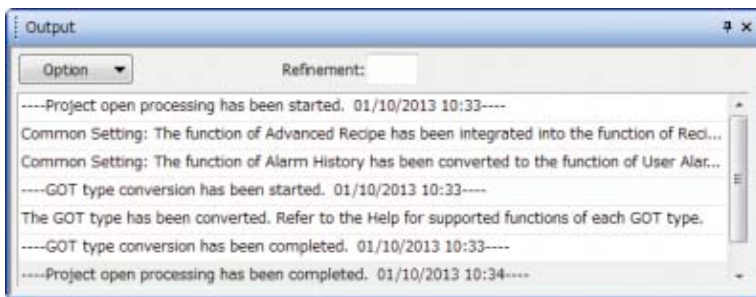 Output
Option
Refinement:
----Project open processing has been started. 01/10/2013 10:33----
Common Setting: The function of Advanced Recipe has been integrated into the function of Reci...
Common Setting: The function of Alarm History has been converted to the function of User Alar...
----GOT type conversion has been started. 01/10/2013 10:33----
The GOT type has been converted. Refer to the Help for supported functions of each GOT type.
----GOT type conversion has been completed. 01/10/2013 10:33----
----Project open processing has been completed. 01/10/2013 10:34----